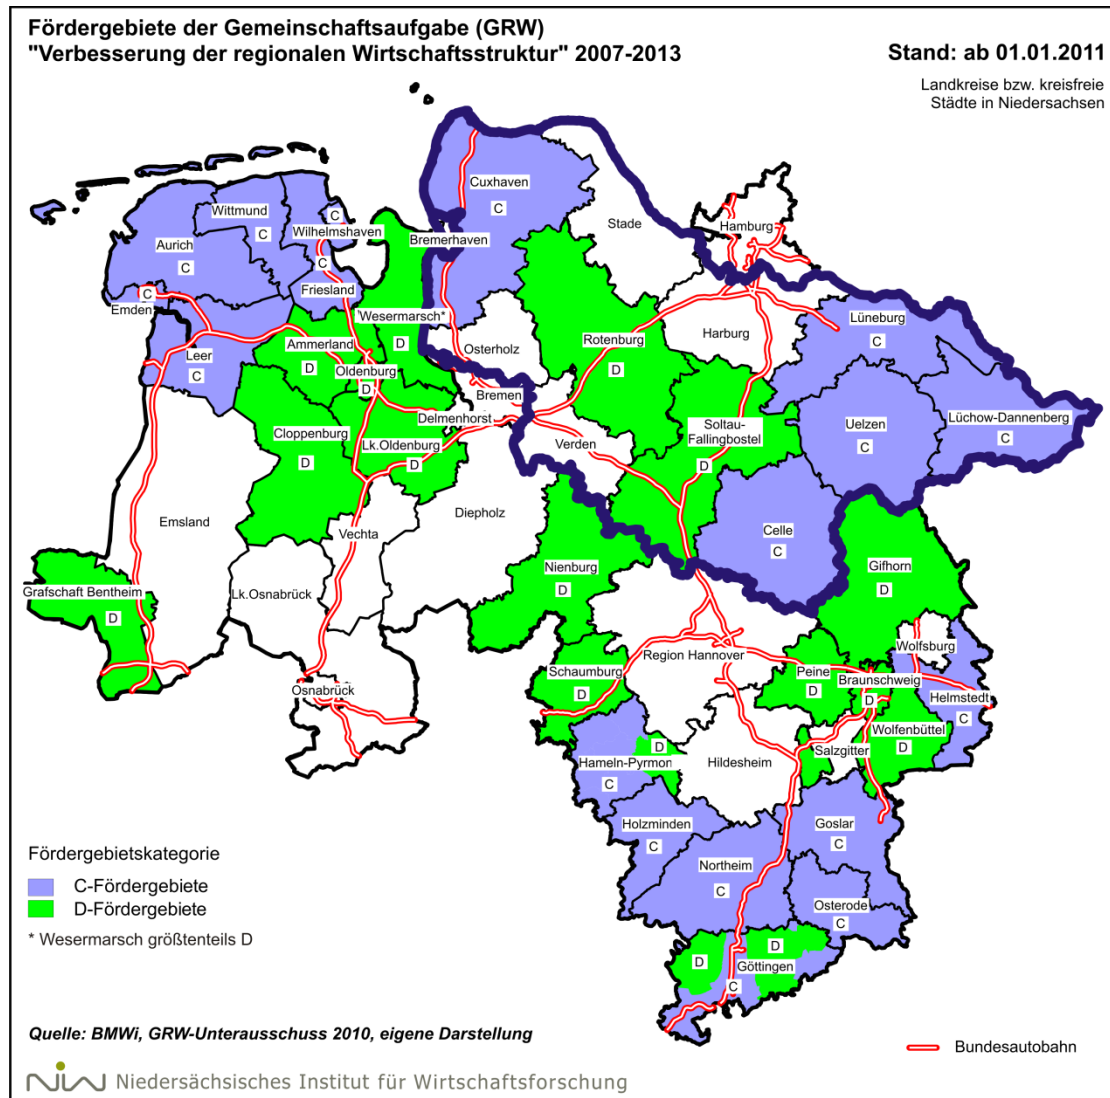 Fördergebiete der Gemeinschaftsaufgabe (GRW)
"Verbesserung der regionalen Wirtschaftsstruktur" 2007-2013
Stand: ab 01.01.2011
Landkreise bzw. kreisfreie
Städte in Niedersachsen
Cuxhaven
C
Wittmund
C
C
Wilhelmshaven
Stade
Hamburg
Aurich
C
Bremerhaven
C
Friesland
C
Emden
Wesermarsch*
D
Lüneburg
C
Harburg
Rotenburg
D
Osterholz
Ammerland
D
Leer
C
Oldenburg
D
Bremen
Delmenhorst
Lüchow-Dannenberg
C
Uelzen
C
Soltau-
Fallingbostel
D
Cloppenburg
D
Lk.Oldenburg
D
Verden
Diepholz
Emsland
Vechta
Celle
C
Gifhorn
D
Nienburg
D
Grafschaft Bentheim
D
Lk.Osnabrück
Wolfsburg
Region Hannover
Schaumburg
D
Peine
D
Braunschweig
D
Helmstedt
C
Osnabrück
Wolfenbüttel
D
Salzgitter
D
Hameln-Pyrmon
C
Hildesheim
Holzminden
C
Goslar
C
Northeim
C
Osterode
C
D
D
Göttingen
C
Fördergebietskategorie
C-Fördergebiete
D-Fördergebiete
* Wesermarsch größtenteils D
Quelle: BMWi, GRW-Unterausschuss 2010, eigene Darstellung
Bundesautobahn
NIW Niedersächsisches Institut für Wirtschaftsforschung